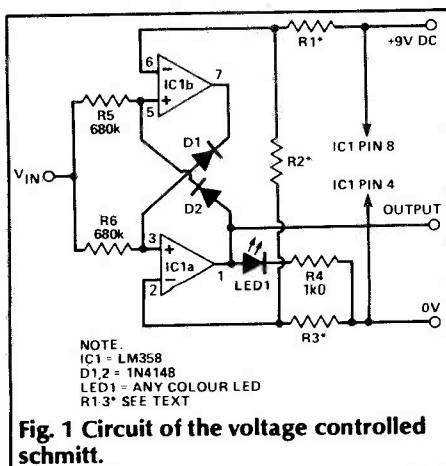 R1*
+9V DC
6
−
IC1b
7
5
+
R5
680k
D1
R2*
IC1 PIN 8
D2
IC1 PIN 4
VIN
OUTPUT
R6
680k
3
+
IC1a
1
2
−
LED1
R4
1k0
0V
R3*
NOTE.
IC1 = LM358
D1,2 = 1N4148
LED1 = ANY COLOUR LED
R1-3* SEE TEXT
Fig. 1 Circuit of the voltage controlled
schmitt.